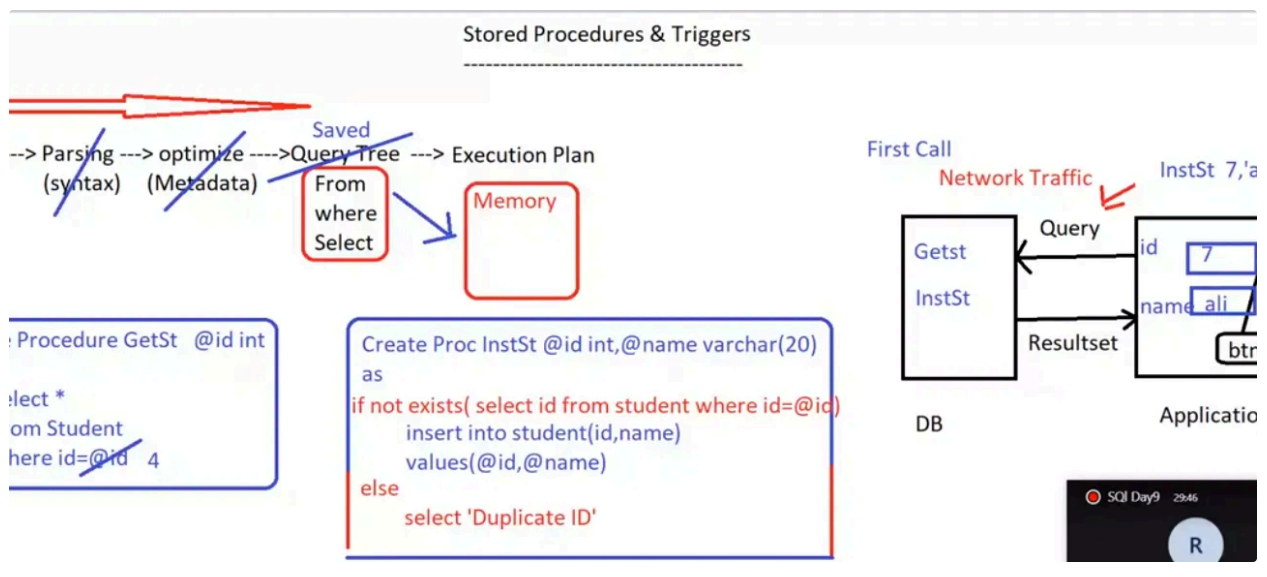 Stored Procedures & Triggers
-------------------------------------
Saved
--> Parsing ---> optimize ---->Query Tree ---> Execution Plan
(syntax) (Metadata)
From
where
Select
Memory
First Call
InstSt 7,'a
Network Traffic
Query
Getst
InstSt
id 7
name ali
Resultset
btn
DB
Applicatio
e Procedure GetSt @id int
elect *
om Student
here id=@id 4
Create Proc InstSt @id int,@name varchar(20)
as
if not exists( select id from student where id=@id)
insert into student(id,name)
values(@id,@name)
else
select 'Duplicate ID'
SQl Day9 29:46
R